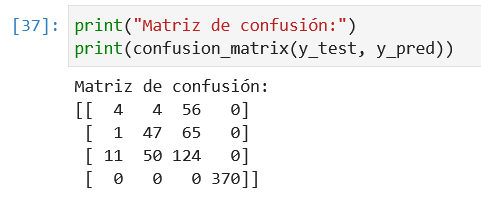 [37]: print("Matriz de confusión:")
print(confusion_matrix(y_test, y_pred))
Matriz de confusión:
[[  4   4  56   0]
 [  1  47  65   0]
 [ 11  50 124   0]
 [  0   0   0 370]]